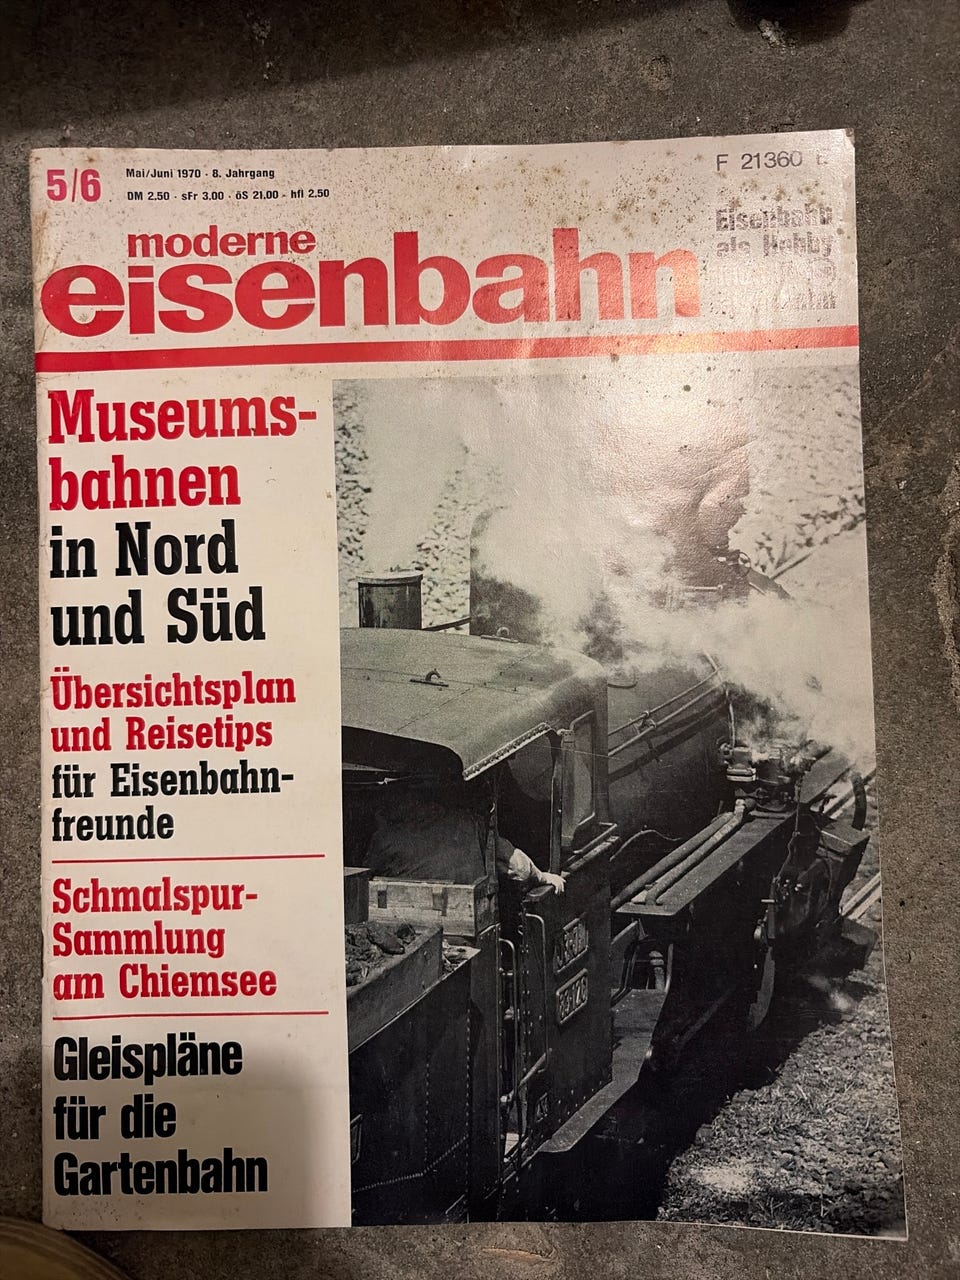 5/6
Mai/Juni 1970 · 8. Jahrgang
DM 2,50 · sFr 3.00 · öS 21,00 · hfl 2,50
F 21360
moderne
eisenbahn
Eisenbahn
als Hobby
Museums-
bahnen
in Nord
und Süd
Übersichtsplan
und Reisetips
für Eisenbahn-
freunde
Schmalspur-
Sammlung
am Chiemsee
Gleispläne
für die
Gartenbahn